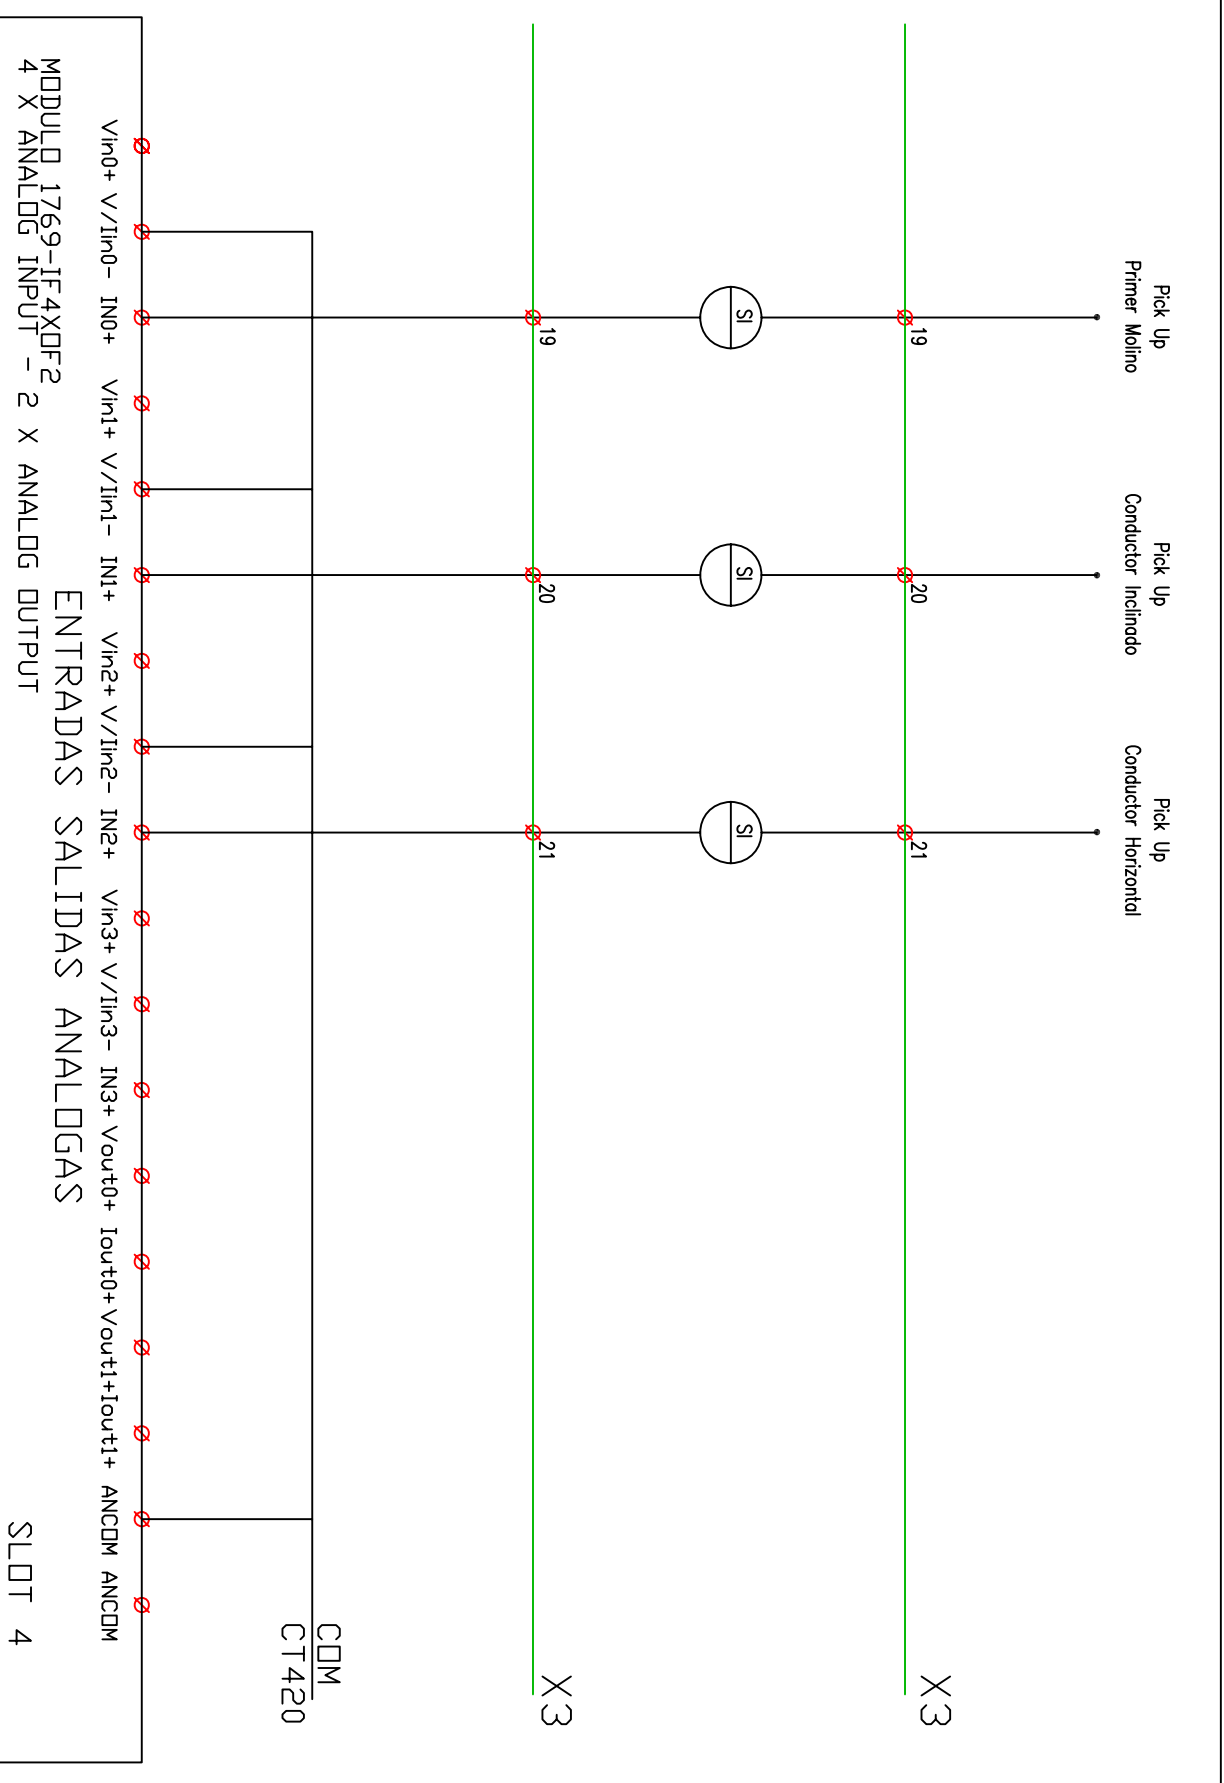 Pick Up
Primer Molino
Pick Up
Conductor Inclinado
Pick Up
Conductor Horizontal
19
20
21
X3
SI
SI
SI
19
20
21
X3
COM
CT420
Vin0+ V/Iin0- IN0+ Vin1+ V/Iin1- IN1+ Vin2+ V/Iin2- IN2+ Vin3+ V/Iin3- IN3+ Vout0+ Iout0+ Vout1+ Iout1+ ANCOM ANCOM
ENTRADAS SALIDAS ANALOGAS
MODULO 1769-IF4XOF2
4 X ANALOG INPUT - 2 X ANALOG OUTPUT
SLOT 4